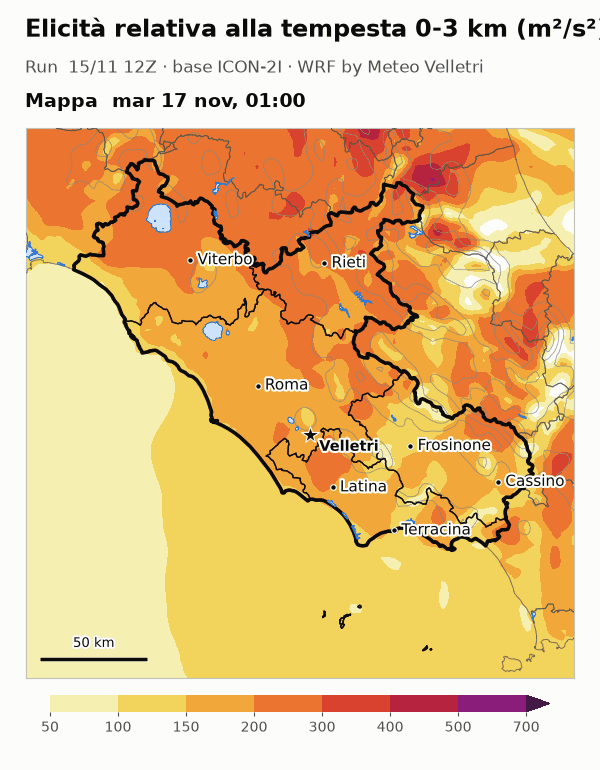 Elicità relativa alla tempesta 0-3 km (m²/s²)
Run 15/11 12Z · base ICON-2I · WRF by Meteo Velletri
Mappa mar 17 nov, 01:00
Viterbo
Rieti
Roma
Velletri
Frosinone
Latina
Cassino
Terracina
50 km
50 100 150 200 300 400 500 700